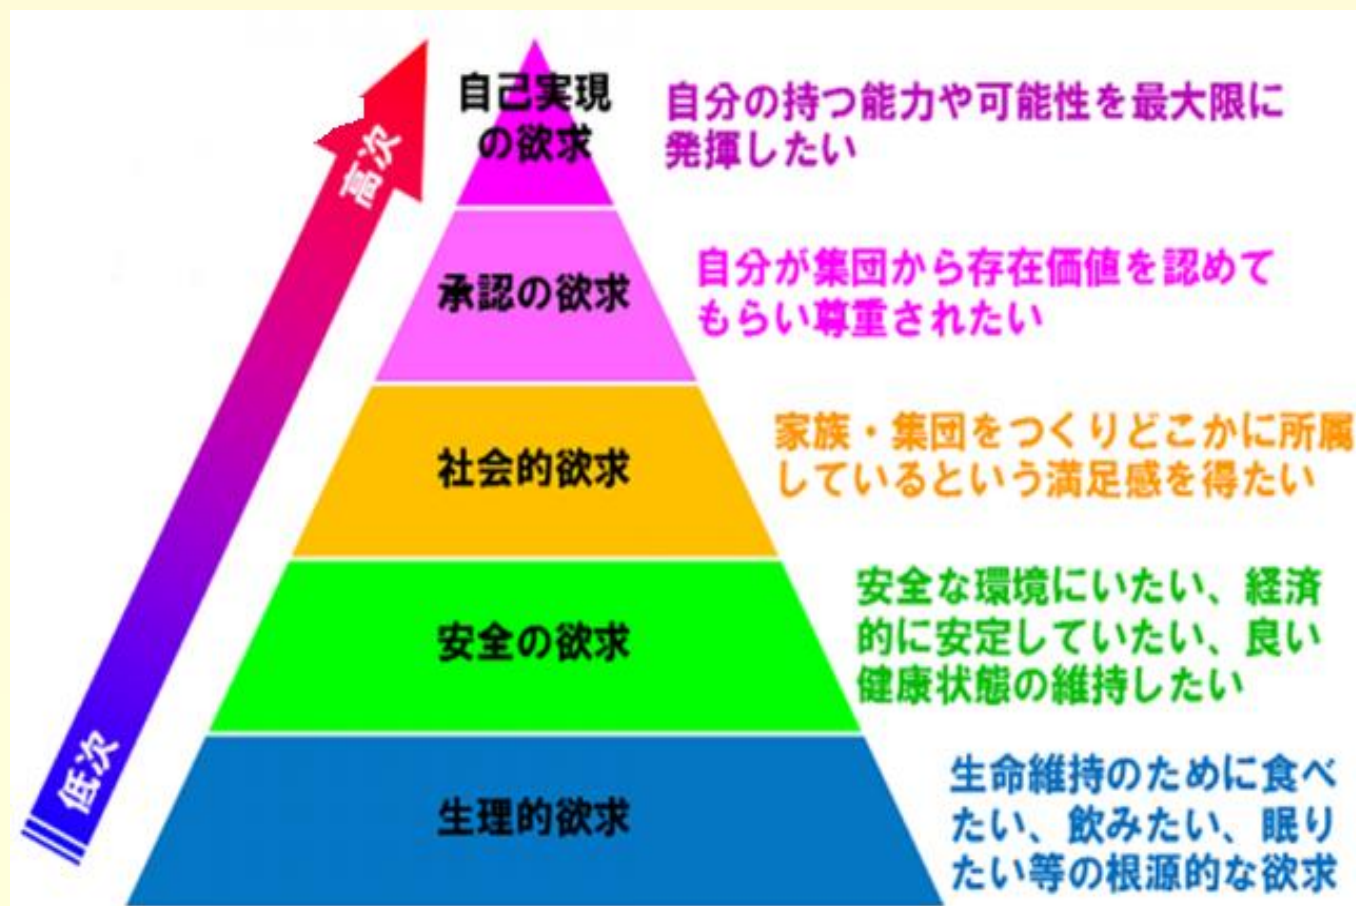 自己実現
の欲求
自分の持つ能力や可能性を最大限に
発揮したい
高次
承認の欲求
自分が集団から存在価値を認めて
もらい尊重されたい
社会的欲求
家族・集団をつくりどこかに所属
しているという満足感を得たい
安全の欲求
安全な環境にいたい、経済
的に安定していたい、良い
健康状態の維持したい
低次
生理的欲求
生命維持のために食べ
たい、飲みたい、眠り
たい等の根源的な欲求